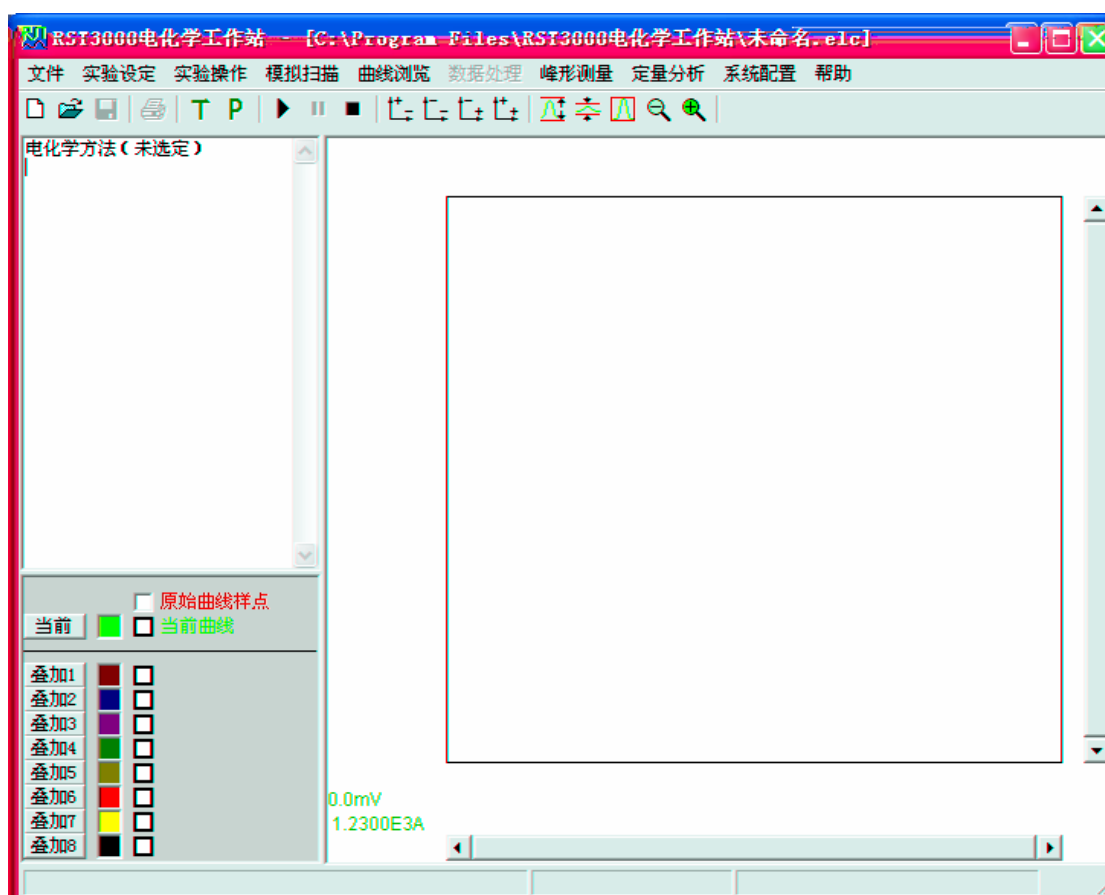 RST3000电化学工作站 - [C:\Program Files\RST3000电化学工作站\未命名.elc]
文件 实验设定 实验操作 模拟扫描 曲线浏览 数据处理 峰形测量 定量分析 系统配置 帮助
T P
电化学方法(未选定)
原始曲线样点
当前 当前曲线
叠加1
叠加2
叠加3
叠加4
叠加5
叠加6
叠加7
叠加8
0.0mV
1.2300E3A